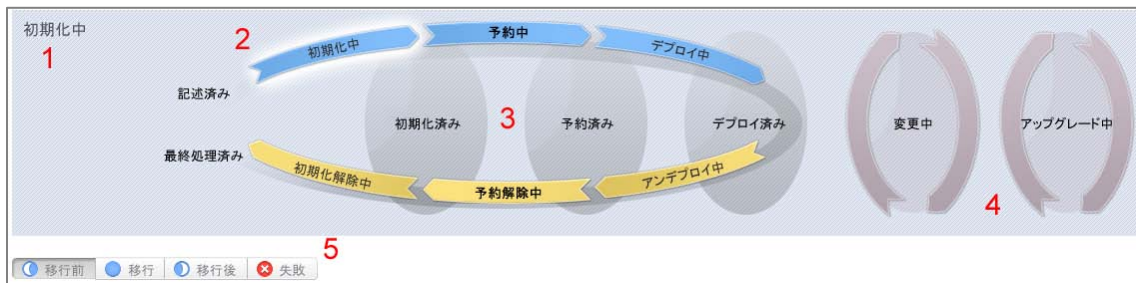 初期化中
1
2
初期化中
予約中
デプロイ中
記述済み
初期化済み
3
予約済み
デプロイ済み
変更中
アップグレード中
最終処理済み
初期化解除中
予約解除中
アンデプロイ中
4
5
移行前
移行
移行後
失敗